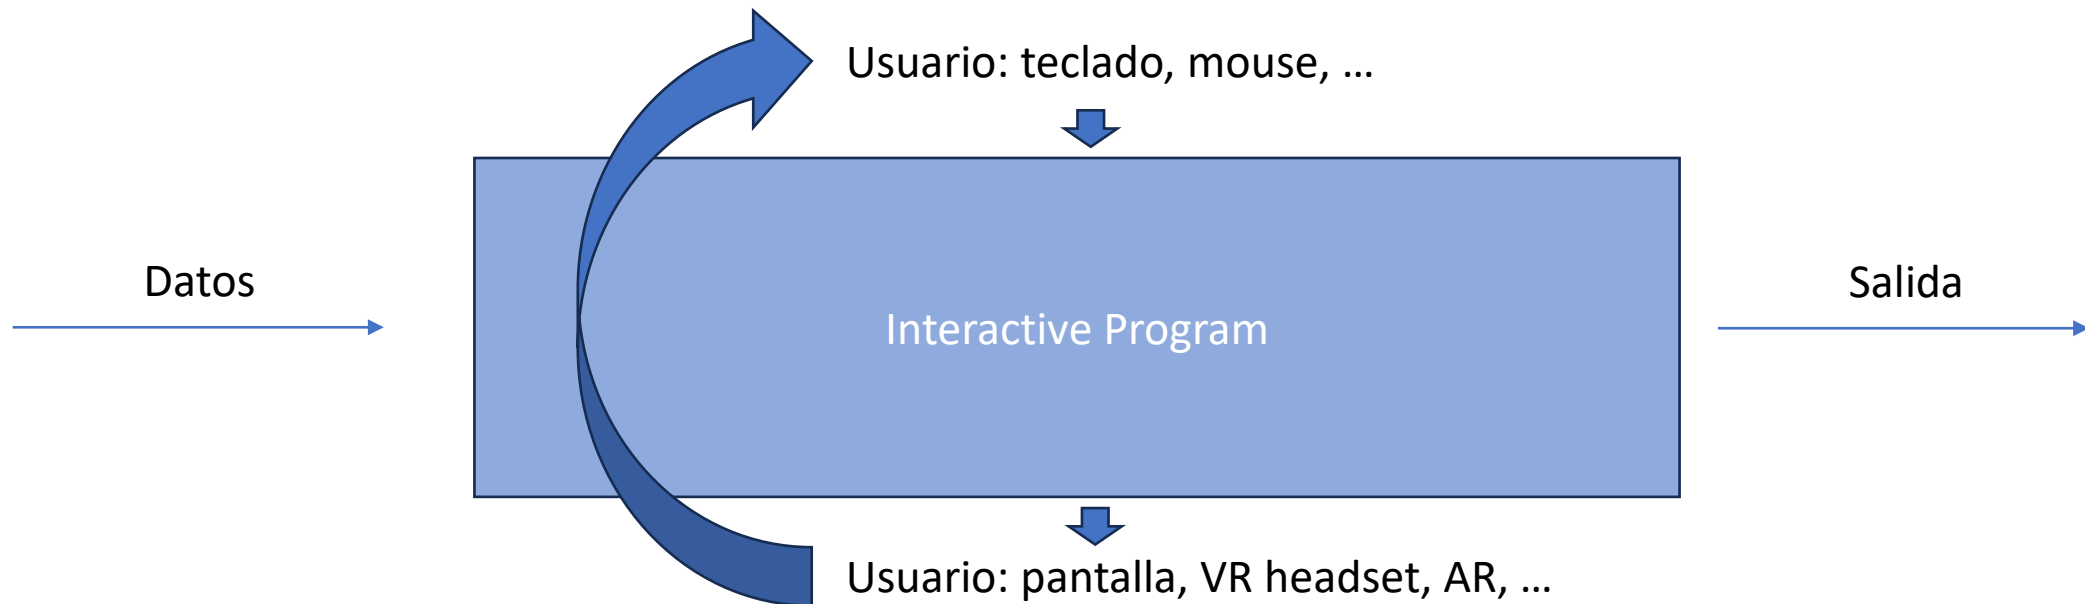 Usuario: teclado, mouse, …
Datos
Salida
Interactive Program
Usuario: pantalla, VR headset, AR, …